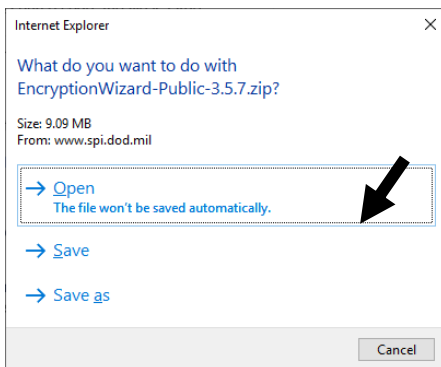 Internet Explorer
What do you want to do with
EncryptionWizard-Public-3.5.7.zip?
Size: 9.09 MB
From: www.spi.dod.mil
Open
The file won't be saved automatically.
Save
Save as
Cancel